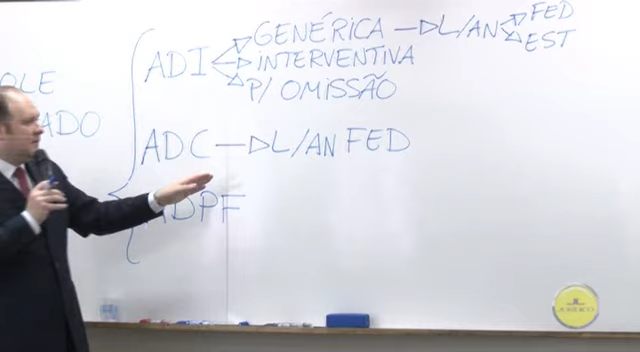 GENÉRICA → L/AN
FED
EST
ADI
INTERVENTIVA
P/ OMISSÃO
OLE
ADO
ADC → L/AN FED
ADPF